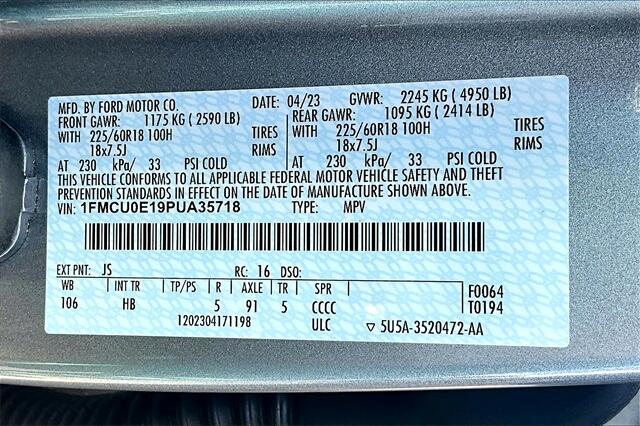 MFD. BY FORD MOTOR CO. DATE: 04/23 GVWR: 2245 KG ( 4950 LB)
FRONT GAWR: 1175 KG ( 2590 LB) REAR GAWR: 1095 KG ( 2414 LB)
WITH 225/60R18 100H TIRES WITH 225/60R18 100H TIRES
18x7.5J RIMS 18x7.5J RIMS
AT 230 kPa/ 33 PSI COLD AT 230 kPa/ 33 PSI COLD
THIS VEHICLE CONFORMS TO ALL APPLICABLE FEDERAL MOTOR VEHICLE SAFETY AND THEFT
PREVENTION STANDARDS IN EFFECT ON THE DATE OF MANUFACTURE SHOWN ABOVE.
VIN: 1FMCU0E19PUA35718 TYPE: MPV
EXT PNT: JS RC: 16 DSO:
WB INT TR TP/PS R AXLE TR SPR F0064
106 HB 5 91 5 CCCC T0194
1202304171198 ULC ▽ 5U5A-3520472-AA